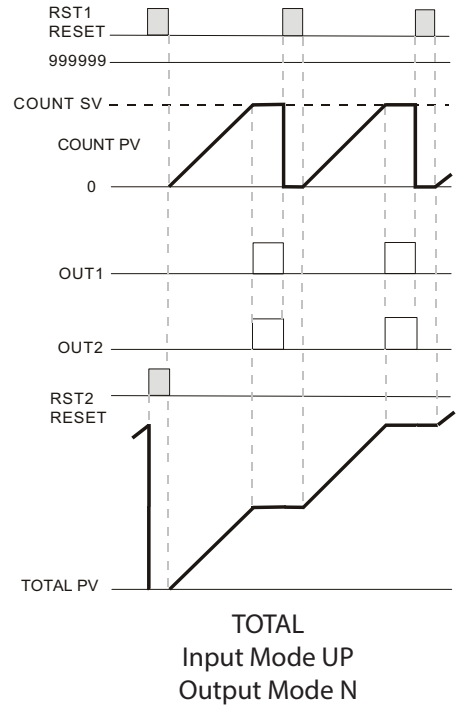 RST1
RESET
999999
COUNT SV
COUNT PV
0
OUT1
OUT2
RST2
RESET
TOTAL PV
TOTAL
Input Mode UP
Output Mode N